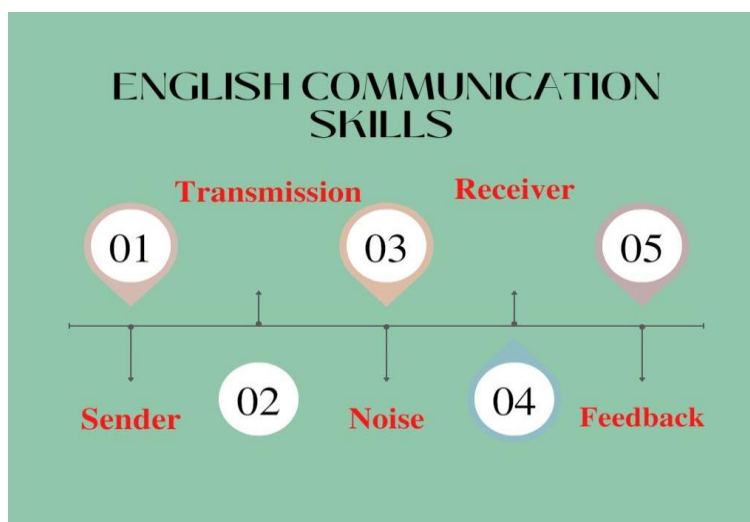 ENGLISH COMMUNICATION
SKILLS
Transmission
Receiver
01
03
05
02
04
Sender
Noise
Feedback